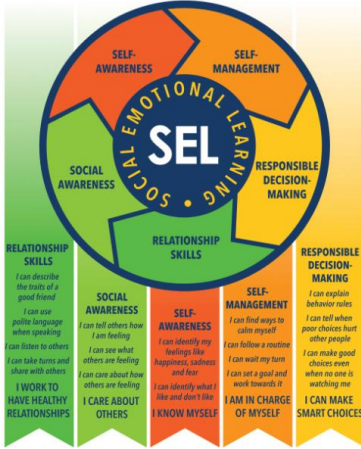 SELF-
AWARENESS
SELF-
MANAGEMENT
SOCIAL EMOTIONAL LEARNING
SEL
SOCIAL
AWARENESS
RESPONSIBLE
DECISION-
MAKING
RELATIONSHIP
SKILLS
RELATIONSHIP
SKILLS
I can describe
the traits of a
good friend
I can use
polite language
when speaking
I can listen to others
I can take turns and
share with others
I WORK TO
HAVE HEALTHY
RELATIONSHIPS
SOCIAL
AWARENESS
I can tell others how
I am feeling
I can see what
others are feeling
I can care about how
others are feeling
I CARE ABOUT
OTHERS
SELF-
AWARENESS
I can identify my
feelings like
happiness, sadness
and fear
I can identify what I
like and don't like
I KNOW MYSELF
SELF-
MANAGEMENT
I can find ways to
calm myself
I can follow a routine
I can wait my turn
I can set a goal and
work towards it
I AM IN CHARGE
OF MYSELF
RESPONSIBLE
DECISION-
MAKING
I can explain
behavior rules
I can tell when
poor choices hurt
other people
I can make good
choices even
when no one is
watching me
I CAN MAKE
SMART CHOICES